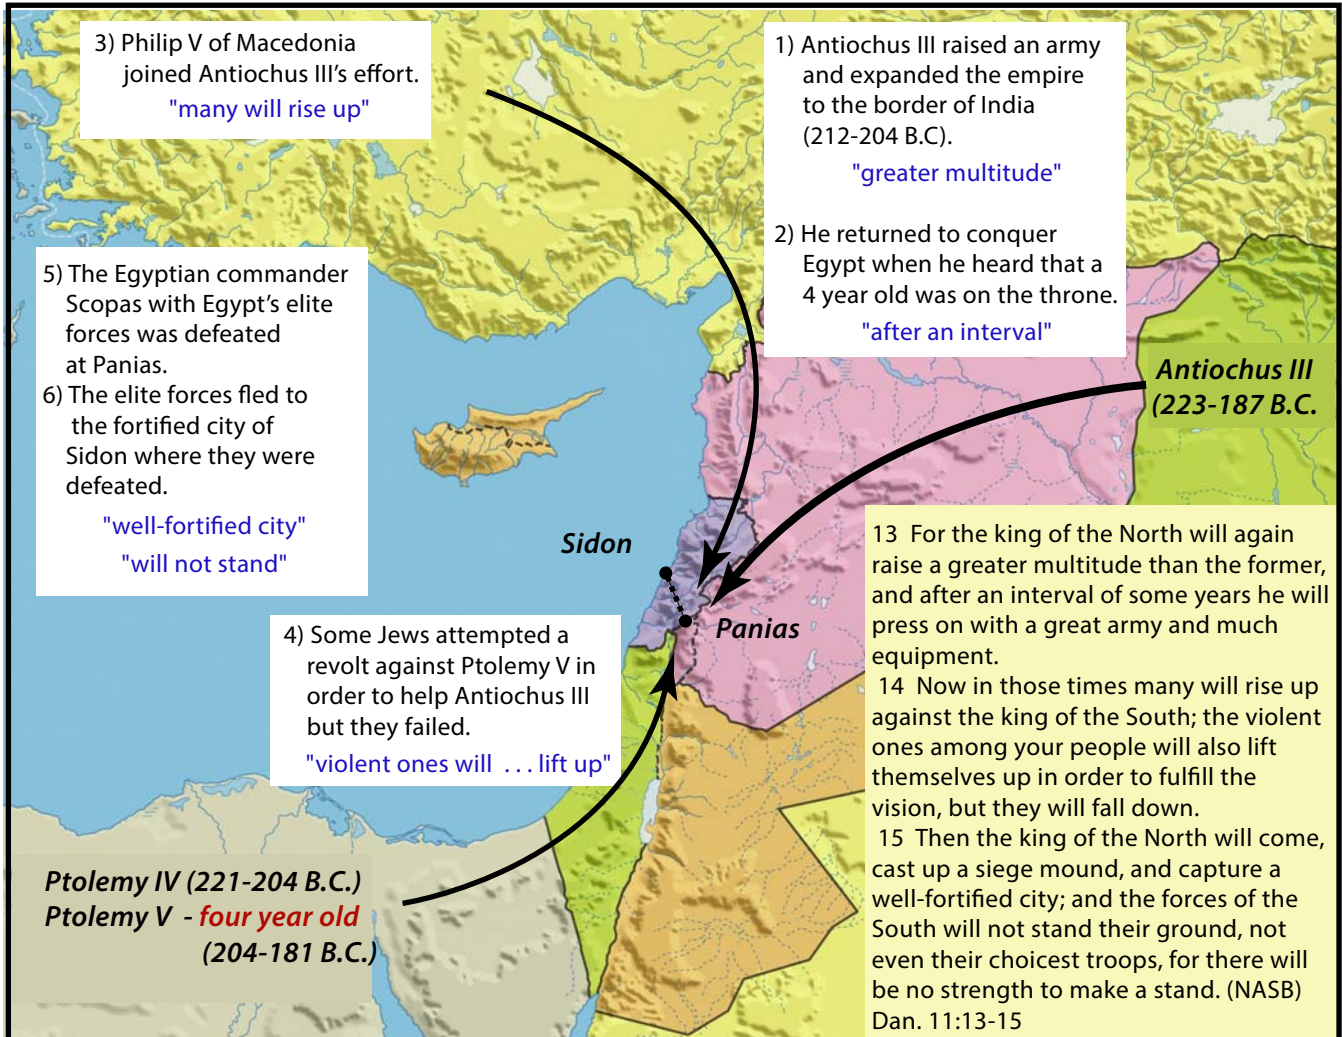 3) Philip V of Macedonia
joined Antiochus III's effort.
"many will rise up"
1) Antiochus III raised an army
and expanded the empire
to the border of India
(212-204 B.C).
"greater multitude"
2) He returned to conquer
Egypt when he heard that a
4 year old was on the throne.
"after an interval"
5) The Egyptian commander
Scopas with Egypt's elite
forces was defeated
at Panias.
6) The elite forces fled to
the fortified city of
Sidon where they were
defeated.
"well-fortified city"
"will not stand"
Antiochus III
(223-187 B.C.
Sidon
Panias
4) Some Jews attempted a
revolt against Ptolemy V in
order to help Antiochus III
but they failed.
"violent ones will ... lift up"
Ptolemy IV (221-204 B.C.)
Ptolemy V - four year old
(204-181 B.C.)
13 For the king of the North will again
raise a greater multitude than the former,
and after an interval of some years he will
press on with a great army and much
equipment.
14 Now in those times many will rise up
against the king of the South; the violent
ones among your people will also lift
themselves up in order to fulfill the
vision, but they will fall down.
15 Then the king of the North will come,
cast up a siege mound, and capture a
well-fortified city; and the forces of the
South will not stand their ground, not
even their choicest troops, for there will
be no strength to make a stand. (NASB)
Dan. 11:13-15